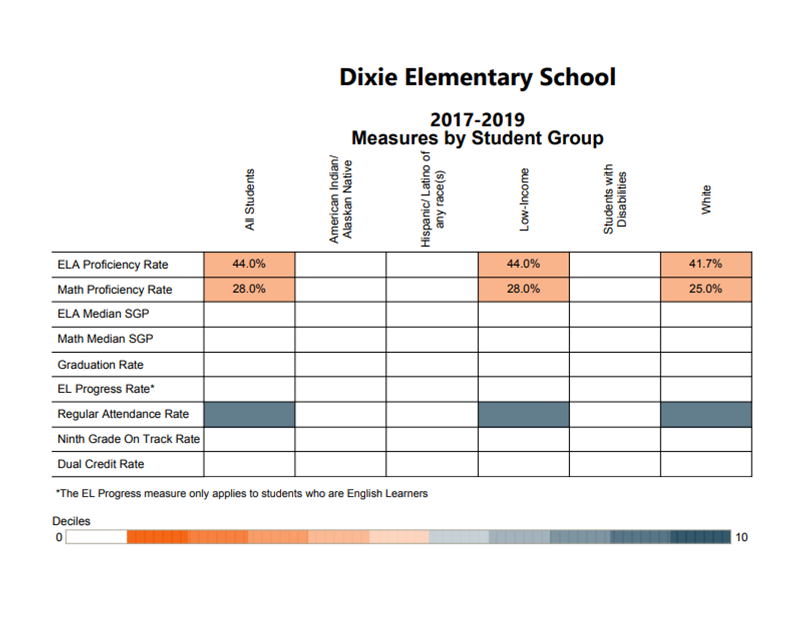 Dixie Elementary School
2017-2019
Measures by Student Group
All Students
American Indian/
Alaskan Native
Hispanic/ Latino of
any race(s)
Low-Income
Students with
Disabilities
White
ELA Proficiency Rate 44.0% 44.0% 41.7%
Math Proficiency Rate 28.0% 28.0% 25.0%
ELA Median SGP
Math Median SGP
Graduation Rate
EL Progress Rate*
Regular Attendance Rate
Ninth Grade On Track Rate
Dual Credit Rate
*The EL Progress measure only applies to students who are English Learners
Deciles
0 10